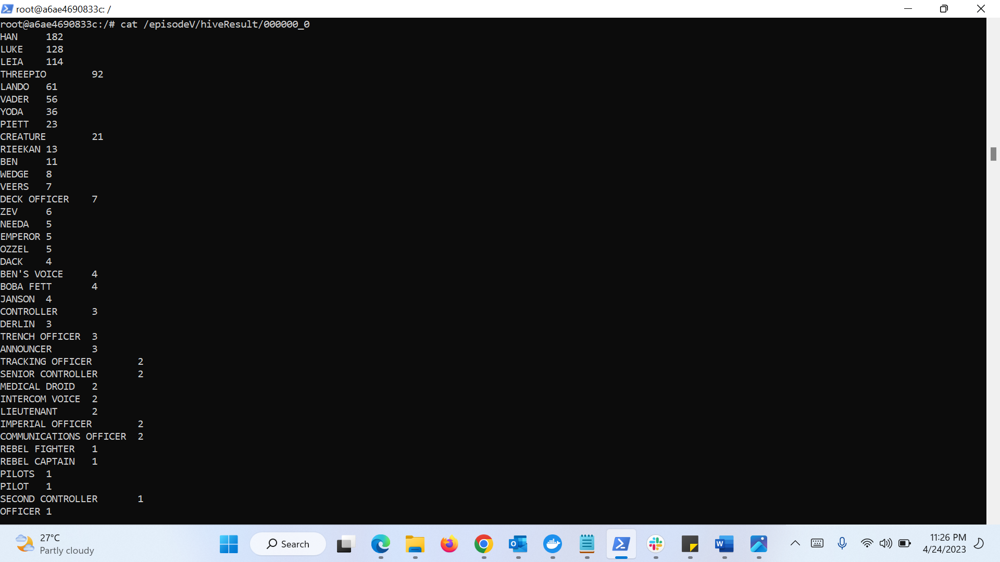 root@a6ae4690833c: /
root@a6ae4690833c:/# cat /episodeV/hiveResult/000000_0
HAN 182
LUKE 128
LEIA 114
THREEPIO 92
LANDO 61
VADER 56
YODA 36
PIETT 23
CREATURE 21
RIEEKAN 13
BEN 11
WEDGE 8
VEERS 7
DECK OFFICER 7
ZEV 6
NEEDA 5
EMPEROR 5
OZZEL 5
DACK 4
BEN'S VOICE 4
BOBA FETT 4
JANSON 4
CONTROLLER 3
DERLIN 3
TRENCH OFFICER 3
ANNOUNCER 3
TRACKING OFFICER 2
SENIOR CONTROLLER 2
MEDICAL DROID 2
INTERCOM VOICE 2
LIEUTENANT 2
IMPERIAL OFFICER 2
COMMUNICATIONS OFFICER 2
REBEL FIGHTER 1
REBEL CAPTAIN 1
PILOTS 1
PILOT 1
SECOND CONTROLLER 1
OFFICER 1
27°C
Partly cloudy
Search
11:26 PM
4/24/2023